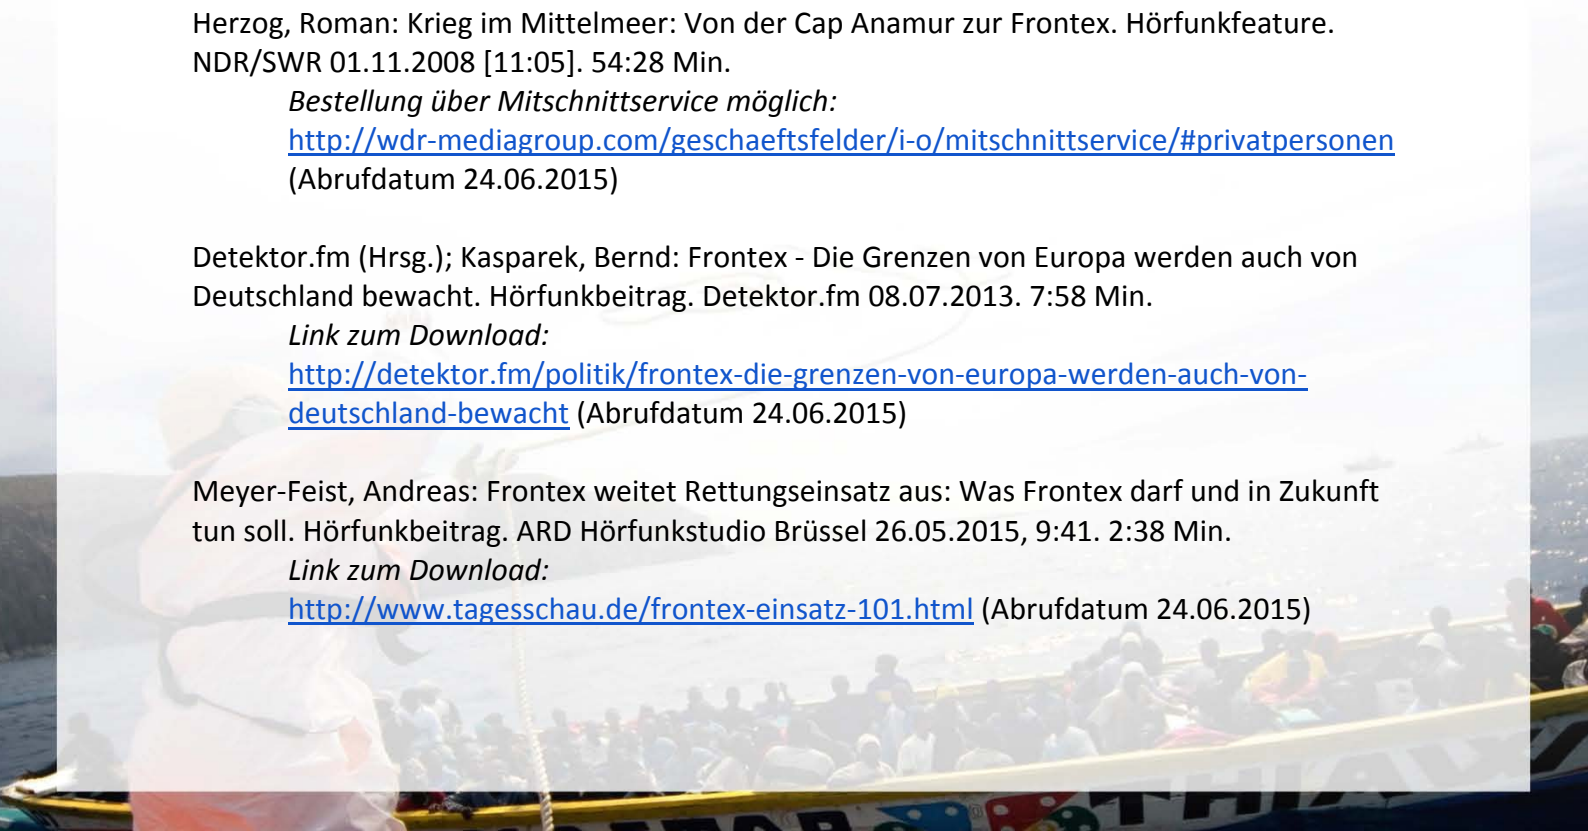 Herzog, Roman: Krieg im Mittelmeer: Von der Cap Anamur zur Frontex. Hörfunkfeature.
NDR/SWR 01.11.2008 [11:05]. 54:28 Min.
Bestellung über Mitschnittservice möglich:
http://wdr-mediagroup.com/geschaeftsfelder/i-o/mitschnittservice/#privatpersonen
(Abrufdatum 24.06.2015)
Detektor.fm (Hrsg.); Kasparek, Bernd: Frontex - Die Grenzen von Europa werden auch von
Deutschland bewacht. Hörfunkbeitrag. Detektor.fm 08.07.2013. 7:58 Min.
Link zum Download:
http://detektor.fm/politik/frontex-die-grenzen-von-europa-werden-auch-von-
deutschland-bewacht (Abrufdatum 24.06.2015)
Meyer-Feist, Andreas: Frontex weitet Rettungseinsatz aus: Was Frontex darf und in Zukunft
tun soll. Hörfunkbeitrag. ARD Hörfunkstudio Brüssel 26.05.2015, 9:41. 2:38 Min.
Link zum Download:
http://www.tagesschau.de/frontex-einsatz-101.html (Abrufdatum 24.06.2015)